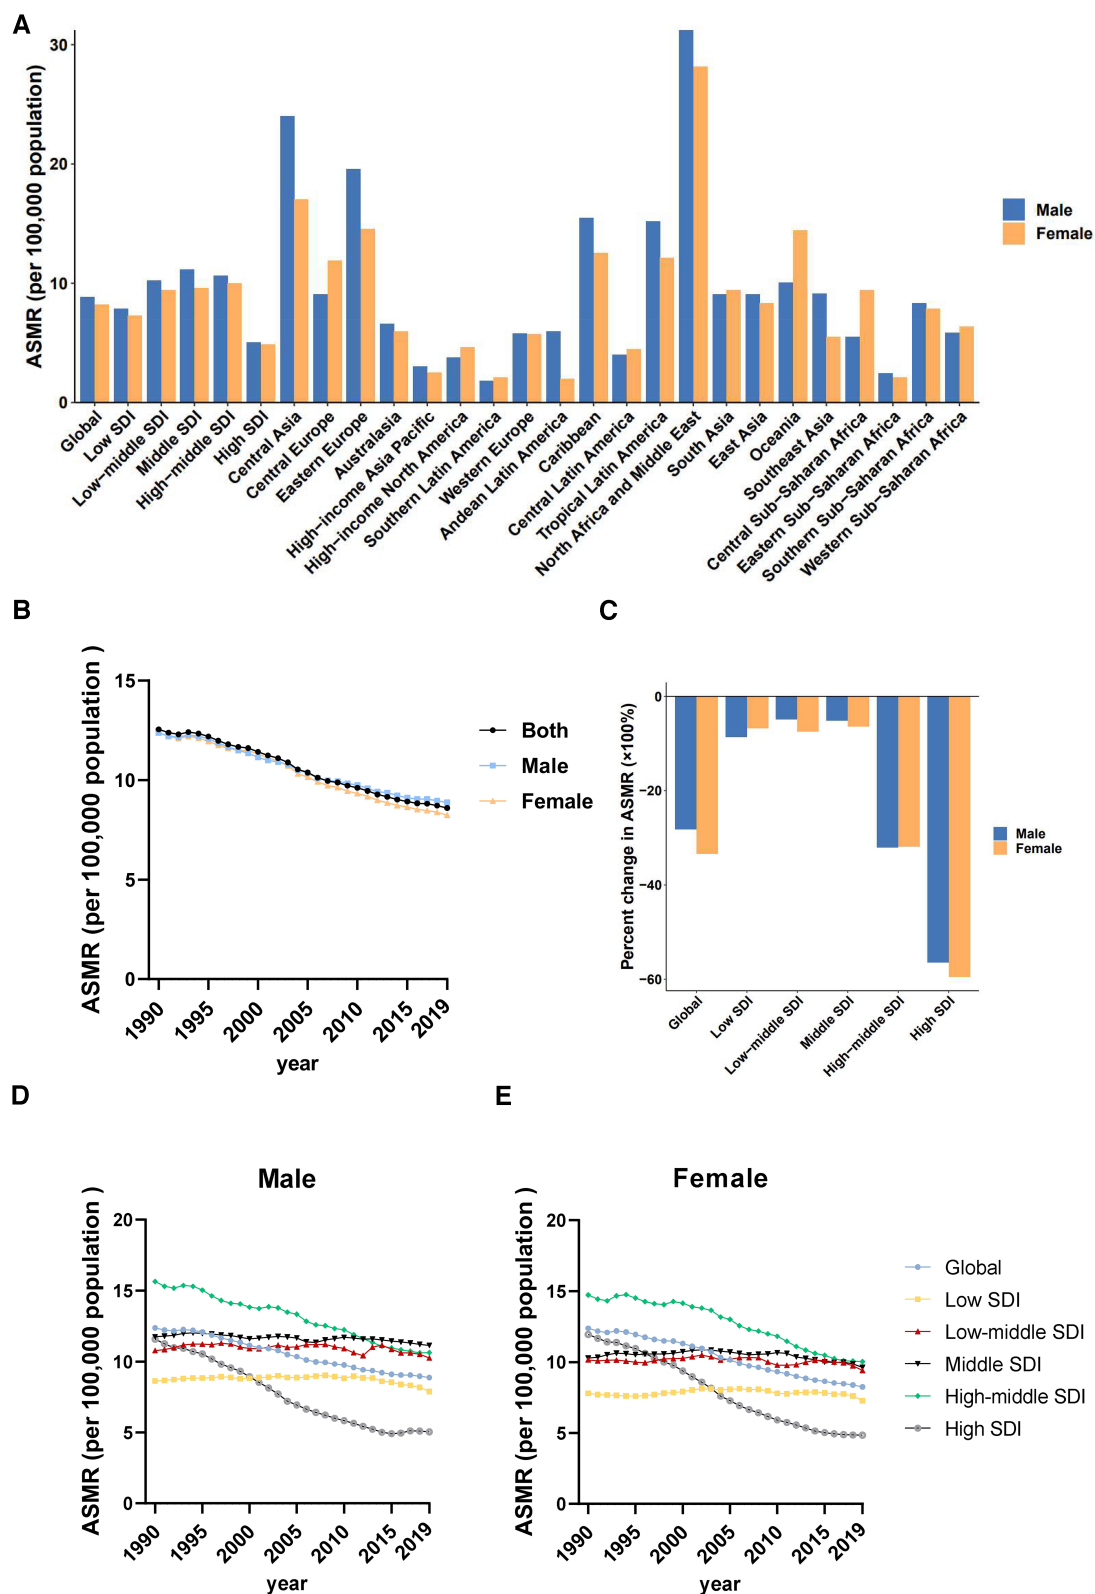 A
ASMR (per 100,000 population)
30
20
10
0
Global
Low SDI
Low−middle SDI
Middle SDI
High−middle SDI
High SDI
Central Asia
Central Europe
Eastern Europe
Australasia
High−income Asia Pacific
High−income North America
Southern Latin America
Western Europe
Andean Latin America
Caribbean
Central Latin America
Tropical Latin America
North Africa and Middle East
South Asia
East Asia
Oceania
Southeast Asia
Central Sub−Saharan Africa
Eastern Sub−Saharan Africa
Southern Sub−Saharan Africa
Western Sub−Saharan Africa
Male
Female
B
ASMR (per 100,000 population )
15
10
5
0
1990
1995
2000
2005
2010
2015
2019
year
Both
Male
Female
C
Percent change in ASMR (×100%)
0
−20
−40
−60
Global
Low SDI
Low−middle SDI
Middle SDI
High−middle SDI
High SDI
Male
Female
D
Male
ASMR (per 100,000 population )
20
15
10
5
0
1990
1995
2000
2005
2010
2015
2019
year
E
Female
ASMR (per 100,000 population )
20
15
10
5
0
1990
1995
2000
2005
2010
2015
2019
year
Global
Low SDI
Low-middle SDI
Middle SDI
High-middle SDI
High SDI